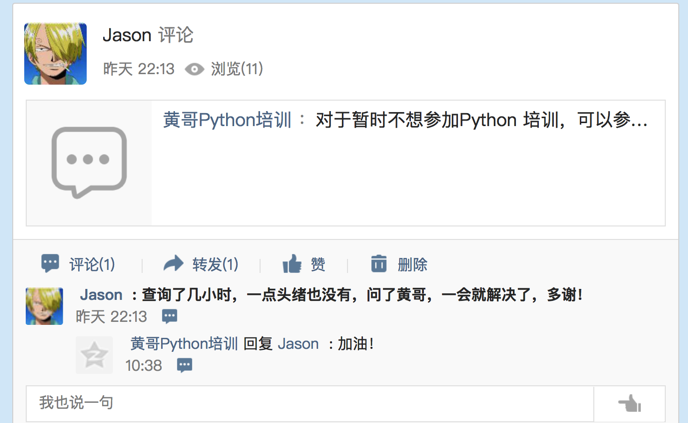 Jason 评论
昨天 22:13 浏览(11)
黄哥Python培训 : 对于暂时不想参加Python 培训，可以参...
评论(1) 转发(1) 赞 删除
Jason : 查询了几小时，一点头绪也没有，问了黄哥，一会就解决了，多谢!
昨天 22:13
黄哥Python培训 回复 Jason : 加油!
10:38
我也说一句